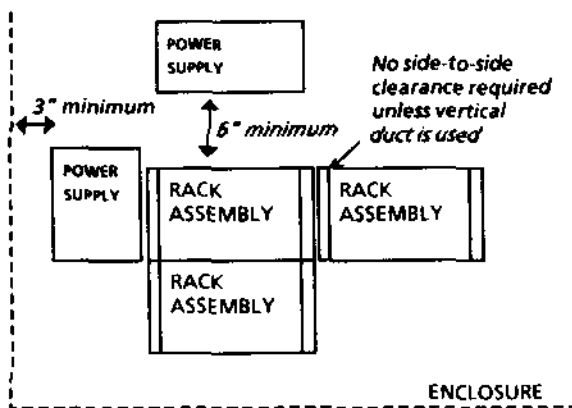 POWER
SUPPLY
No side-to-side
clearance required
unless vertical
duct is used
3" minimum
6" minimum
POWER
SUPPLY
RACK
ASSEMBLY
RACK
ASSEMBLY
RACK
ASSEMBLY
ENCLOSURE